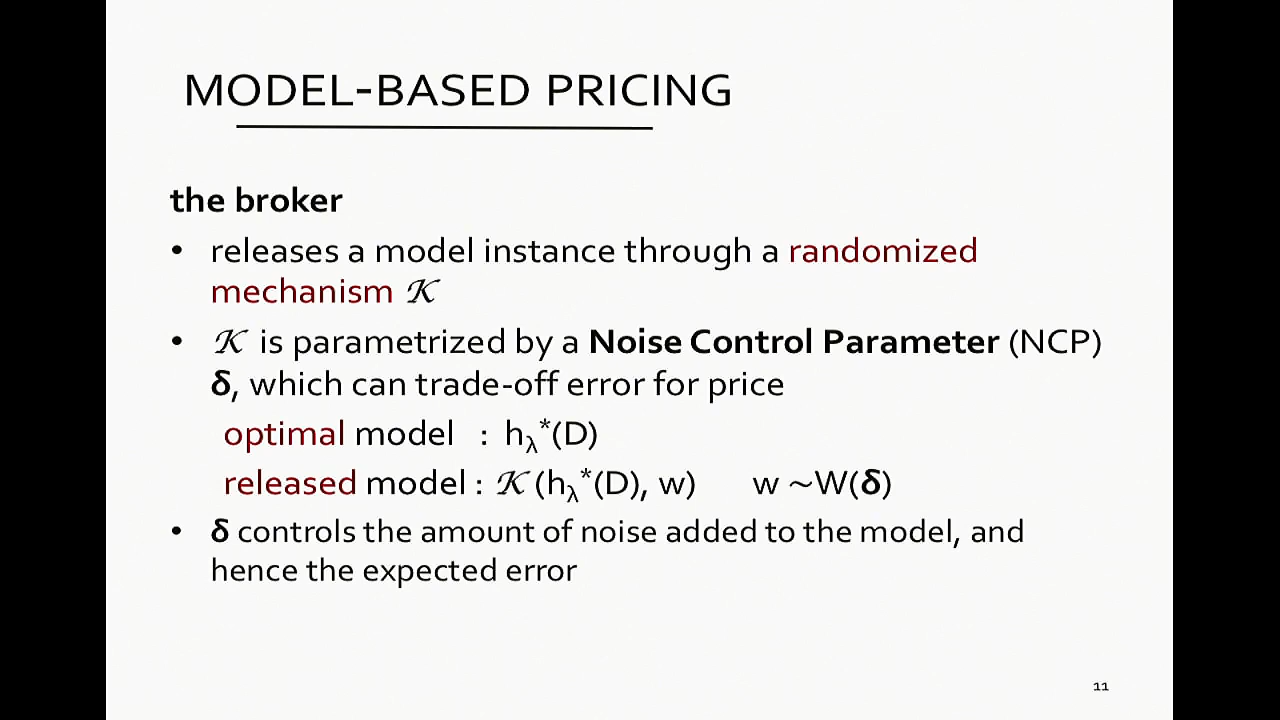 MODEL-BASED PRICING
the broker
• releases a model instance through a randomized
mechanism 𝒦
• 𝒦 is parametrized by a Noise Control Parameter (NCP)
δ, which can trade-off error for price
optimal model : hλ*(D)
released model : 𝒦(hλ*(D), w) w ~W(δ)
• δ controls the amount of noise added to the model, and
hence the expected error
11